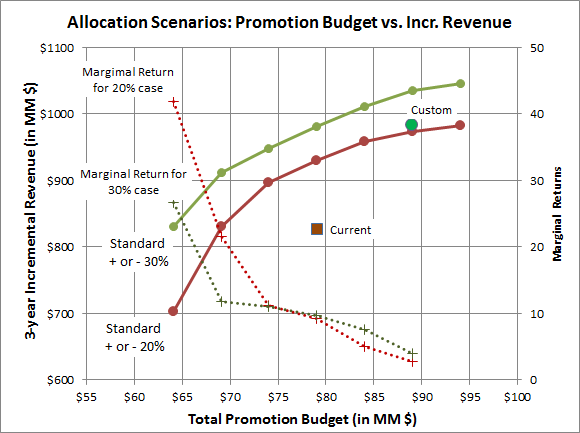 Allocation Scenarios: Promotion Budget vs. Incr. Revenue
3-year Incremental Revenue (in MM $)
$1100
$1000
$900
$800
$700
$600
Marginal Return
for 20% case
Marginal Return for
30% case
Standard
+ or - 30%
Standard
+ or - 20%
Custom
Current
50
40
30
20
10
0
Marginal Returns
$55
$60
$65
$70
$75
$80
$85
$90
$95
$100
Total Promotion Budget (in MM $)